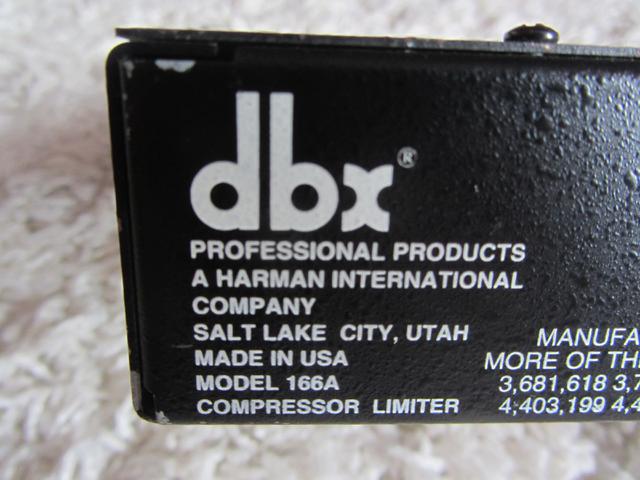 dbx®
PROFESSIONAL PRODUCTS
A HARMAN INTERNATIONAL
COMPANY
SALT LAKE CITY, UTAH
MADE IN USA
MODEL 166A
COMPRESSOR LIMITER
MANUFA
MORE OF THE
3,681,618 3,7
4,403,199 4,4